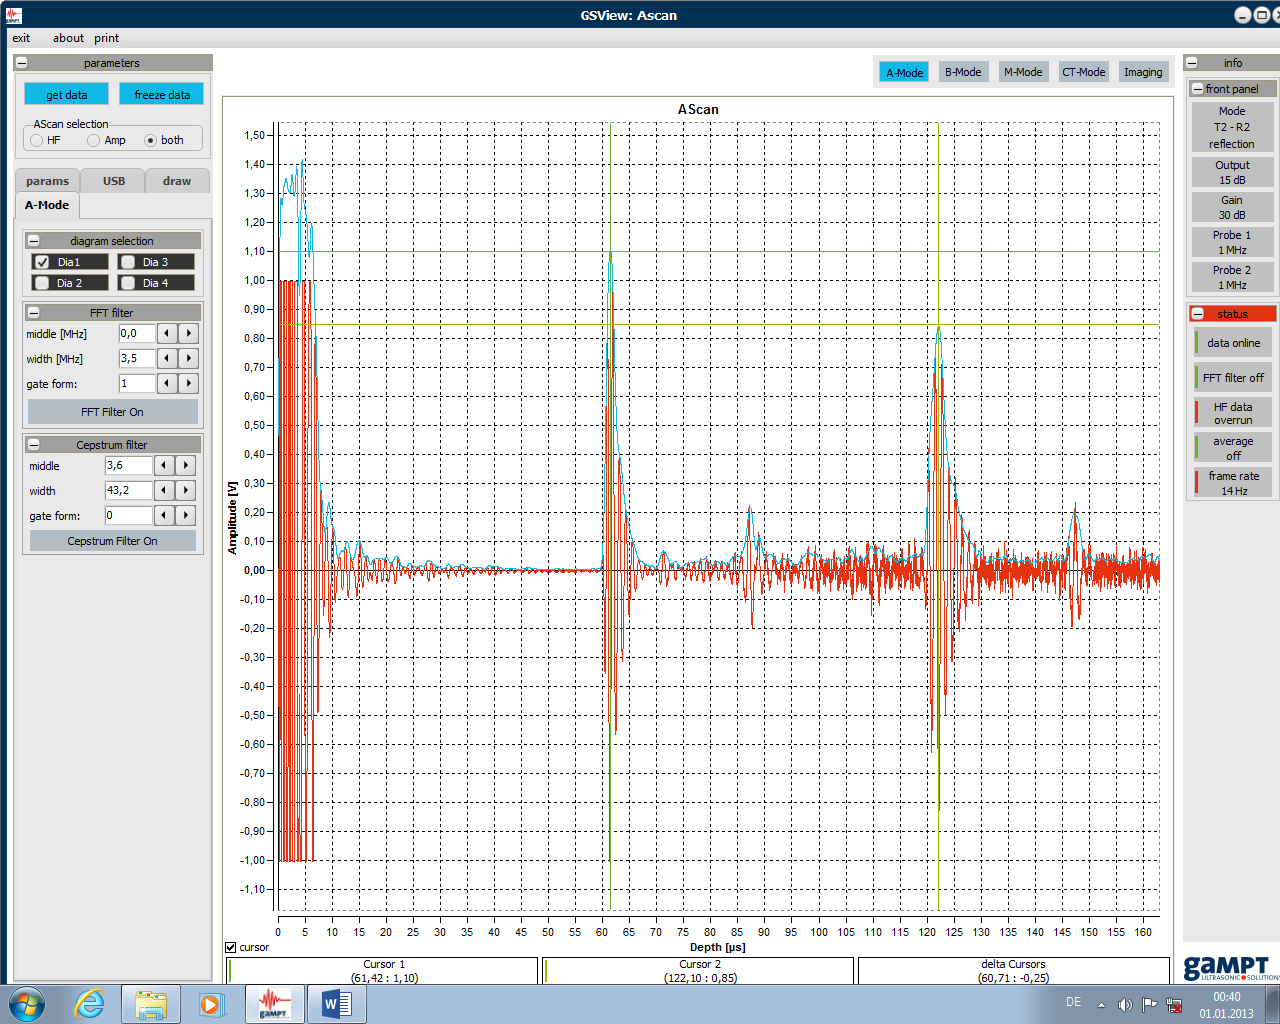 GSView: Ascan
exit about print
parameters
get data freeze data
AScan selection
HF Amp both
params USB draw
A-Mode
diagram selection
Dia1 Dia 3
Dia 2 Dia 4
FFT filter
middle [MHz] 0,0
width [MHz] 3,5
gate form: 1
FFT Filter On
Cepstrum filter
middle 3,6
width 43,2
gate form: 0
Cepstrum Filter On
A-Mode B-Mode M-Mode CT-Mode Imaging
AScan
1,50
1,40
1,30
1,20
1,10
1,00
0,90
0,80
0,70
0,60
0,50
0,40
0,30
0,20
0,10
0,00
-0,10
-0,20
-0,30
-0,40
-0,50
-0,60
-0,70
-0,80
-0,90
-1,00
-1,10
Amplitude [V]
0 5 10 15 20 25 30 35 40 45 50 55 60 65 70 75 80 85 90 95 100 105 110 115 120 125 130 135 140 145 150 155 160
Depth [µs]
cursor
Cursor 1
(61,42 : 1,10)
Cursor 2
(122,10 : 0,85)
delta Cursors
(60,71 : -0,25)
info
front panel
Mode
T2 - R2
reflection
Output
15 dB
Gain
30 dB
Probe 1
1 MHz
Probe 2
1 MHz
status
data online
FFT filter off
HF data
overrun
average
off
frame rate
14 Hz
gAMPT
ULTRASONIC SOLUTIONS
gAMPT
DE
00:40
01.01.2013